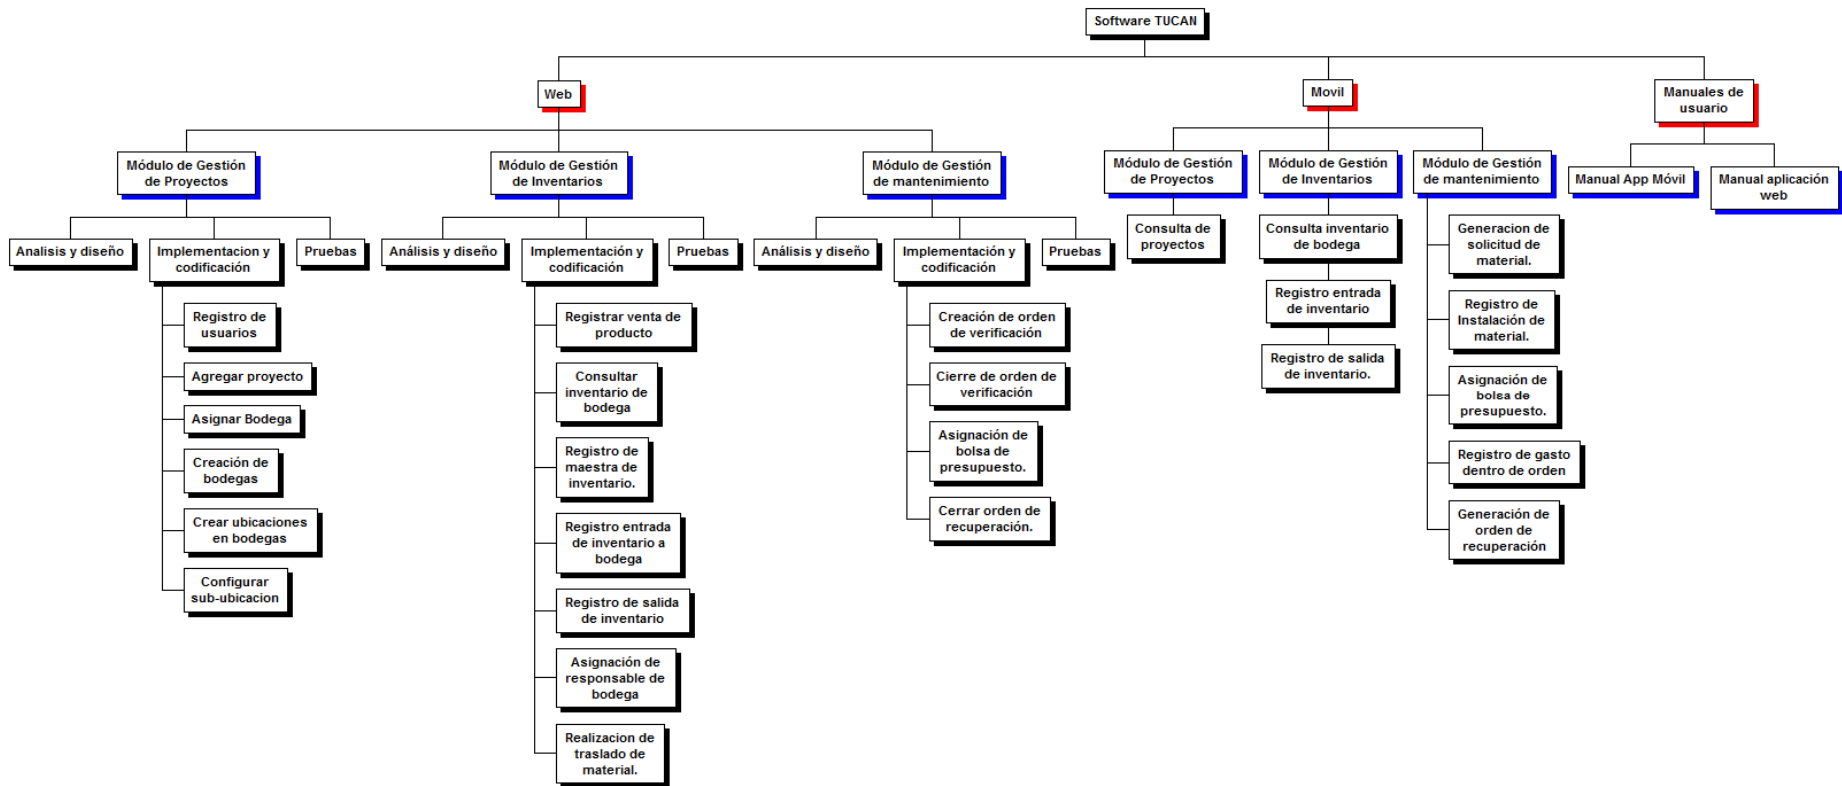 Software TUCAN
Web
Movil
Manuales de
usuario
Módulo de Gestión
de Proyectos
Módulo de Gestión
de Inventarios
Módulo de Gestión
de mantenimiento
Módulo de Gestión
de Proyectos
Módulo de Gestión
de Inventarios
Módulo de Gestión
de mantenimiento
Manual App Móvil
Manual aplicación
web
Analisis y diseño
Implementacion y
codificación
Pruebas
Análisis y diseño
Implementación y
codificación
Pruebas
Análisis y diseño
Implementación y
codificación
Pruebas
Registro de
usuarios
Agregar proyecto
Asignar Bodega
Creación de
bodegas
Crear ubicaciones
en bodegas
Configurar
sub-ubicacion
Registrar venta de
producto
Consultar
inventario de
bodega
Registro de
maestra de
inventario.
Registro entrada
de inventario a
bodega
Registro de salida
de inventario
Asignación de
responsable de
bodega
Realizacion de
traslado de
material.
Creación de orden
de verificación
Cierre de orden de
verificación
Asignación de
bolsa de
presupuesto.
Cerrar orden de
recuperación.
Consulta de
proyectos
Consulta inventario
de bodega
Registro entrada
de inventario
Registro de salida
de inventario.
Generacion de
solicitud de
material.
Registro de
Instalación de
material.
Asignación de
bolsa de
presupuesto.
Registro de gasto
dentro de orden
Generación de
orden de
recuperación